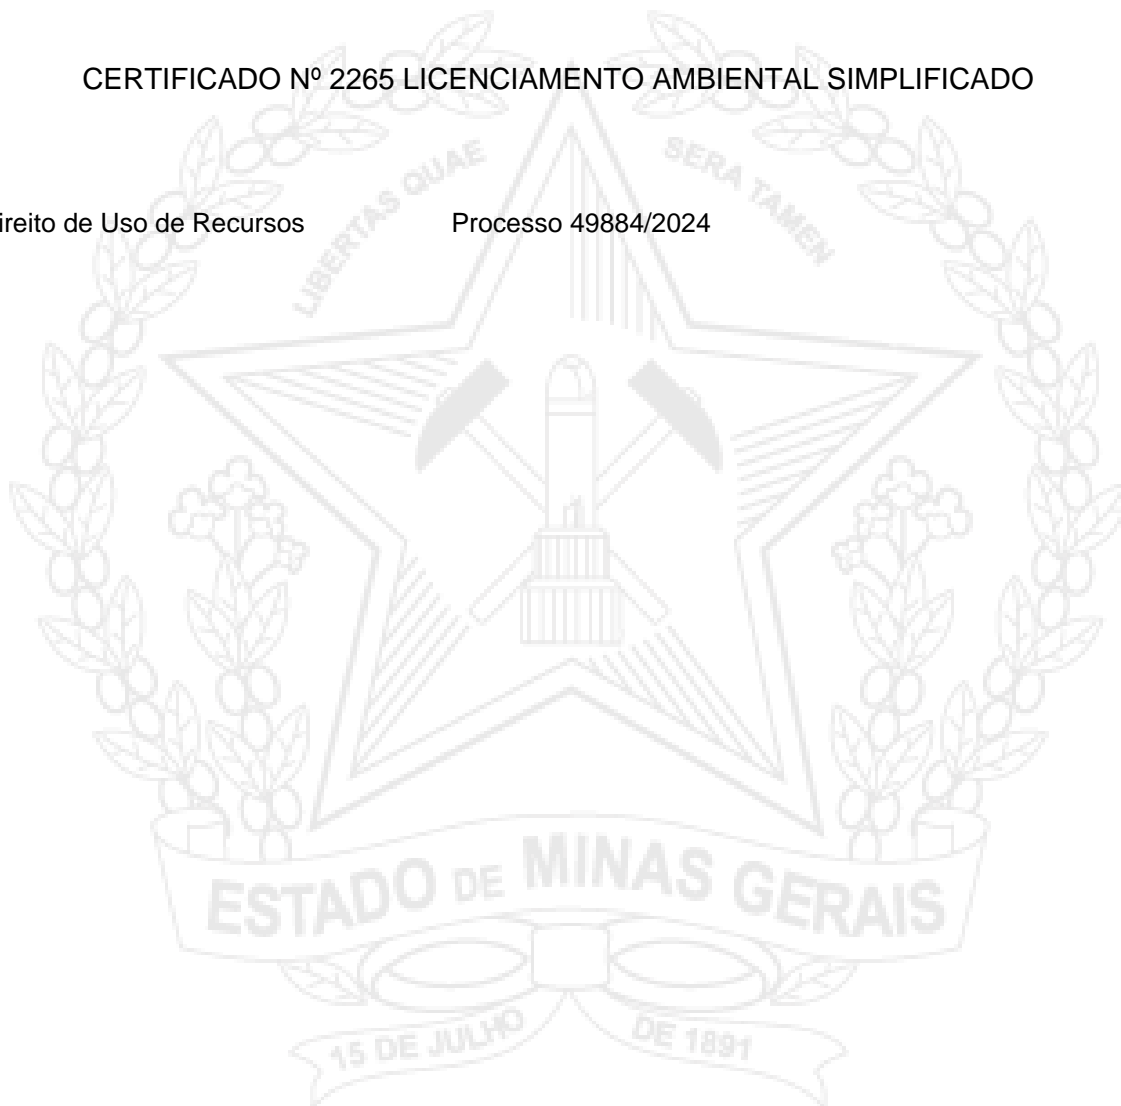 CERTIFICADO Nº 2265 LICENCIAMENTO AMBIENTAL SIMPLIFICADO
LIBERTAS QUAE SERA TAMEN
ireito de Uso de Recursos Processo 49884/2024
ESTADO DE MINAS GERAIS
15 DE JULHO DE 1891